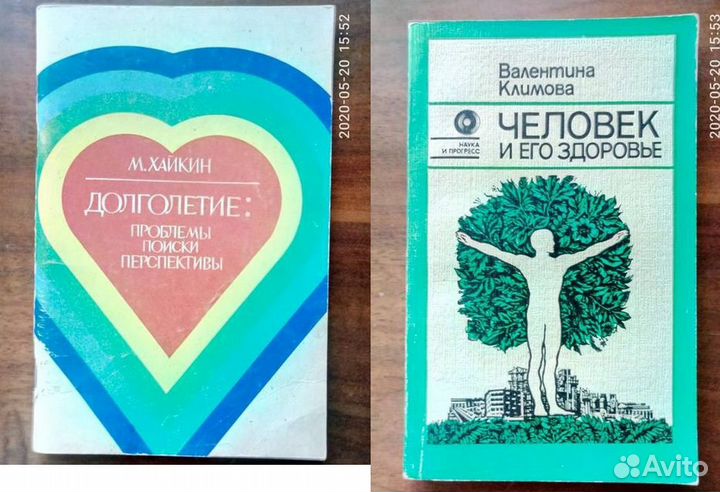 М. ХАЙКИН
ДОЛГОЛЕТИЕ:
ПРОБЛЕМЫ
ПОИСКИ
ПЕРСПЕКТИВЫ
2020-05-20 15:52
Валентина
Климова
НАУКА
И ПРОГРЕСС
ЧЕЛОВЕК
И ЕГО ЗДОРОВЬЕ
2020-05-20 15:53
Avito